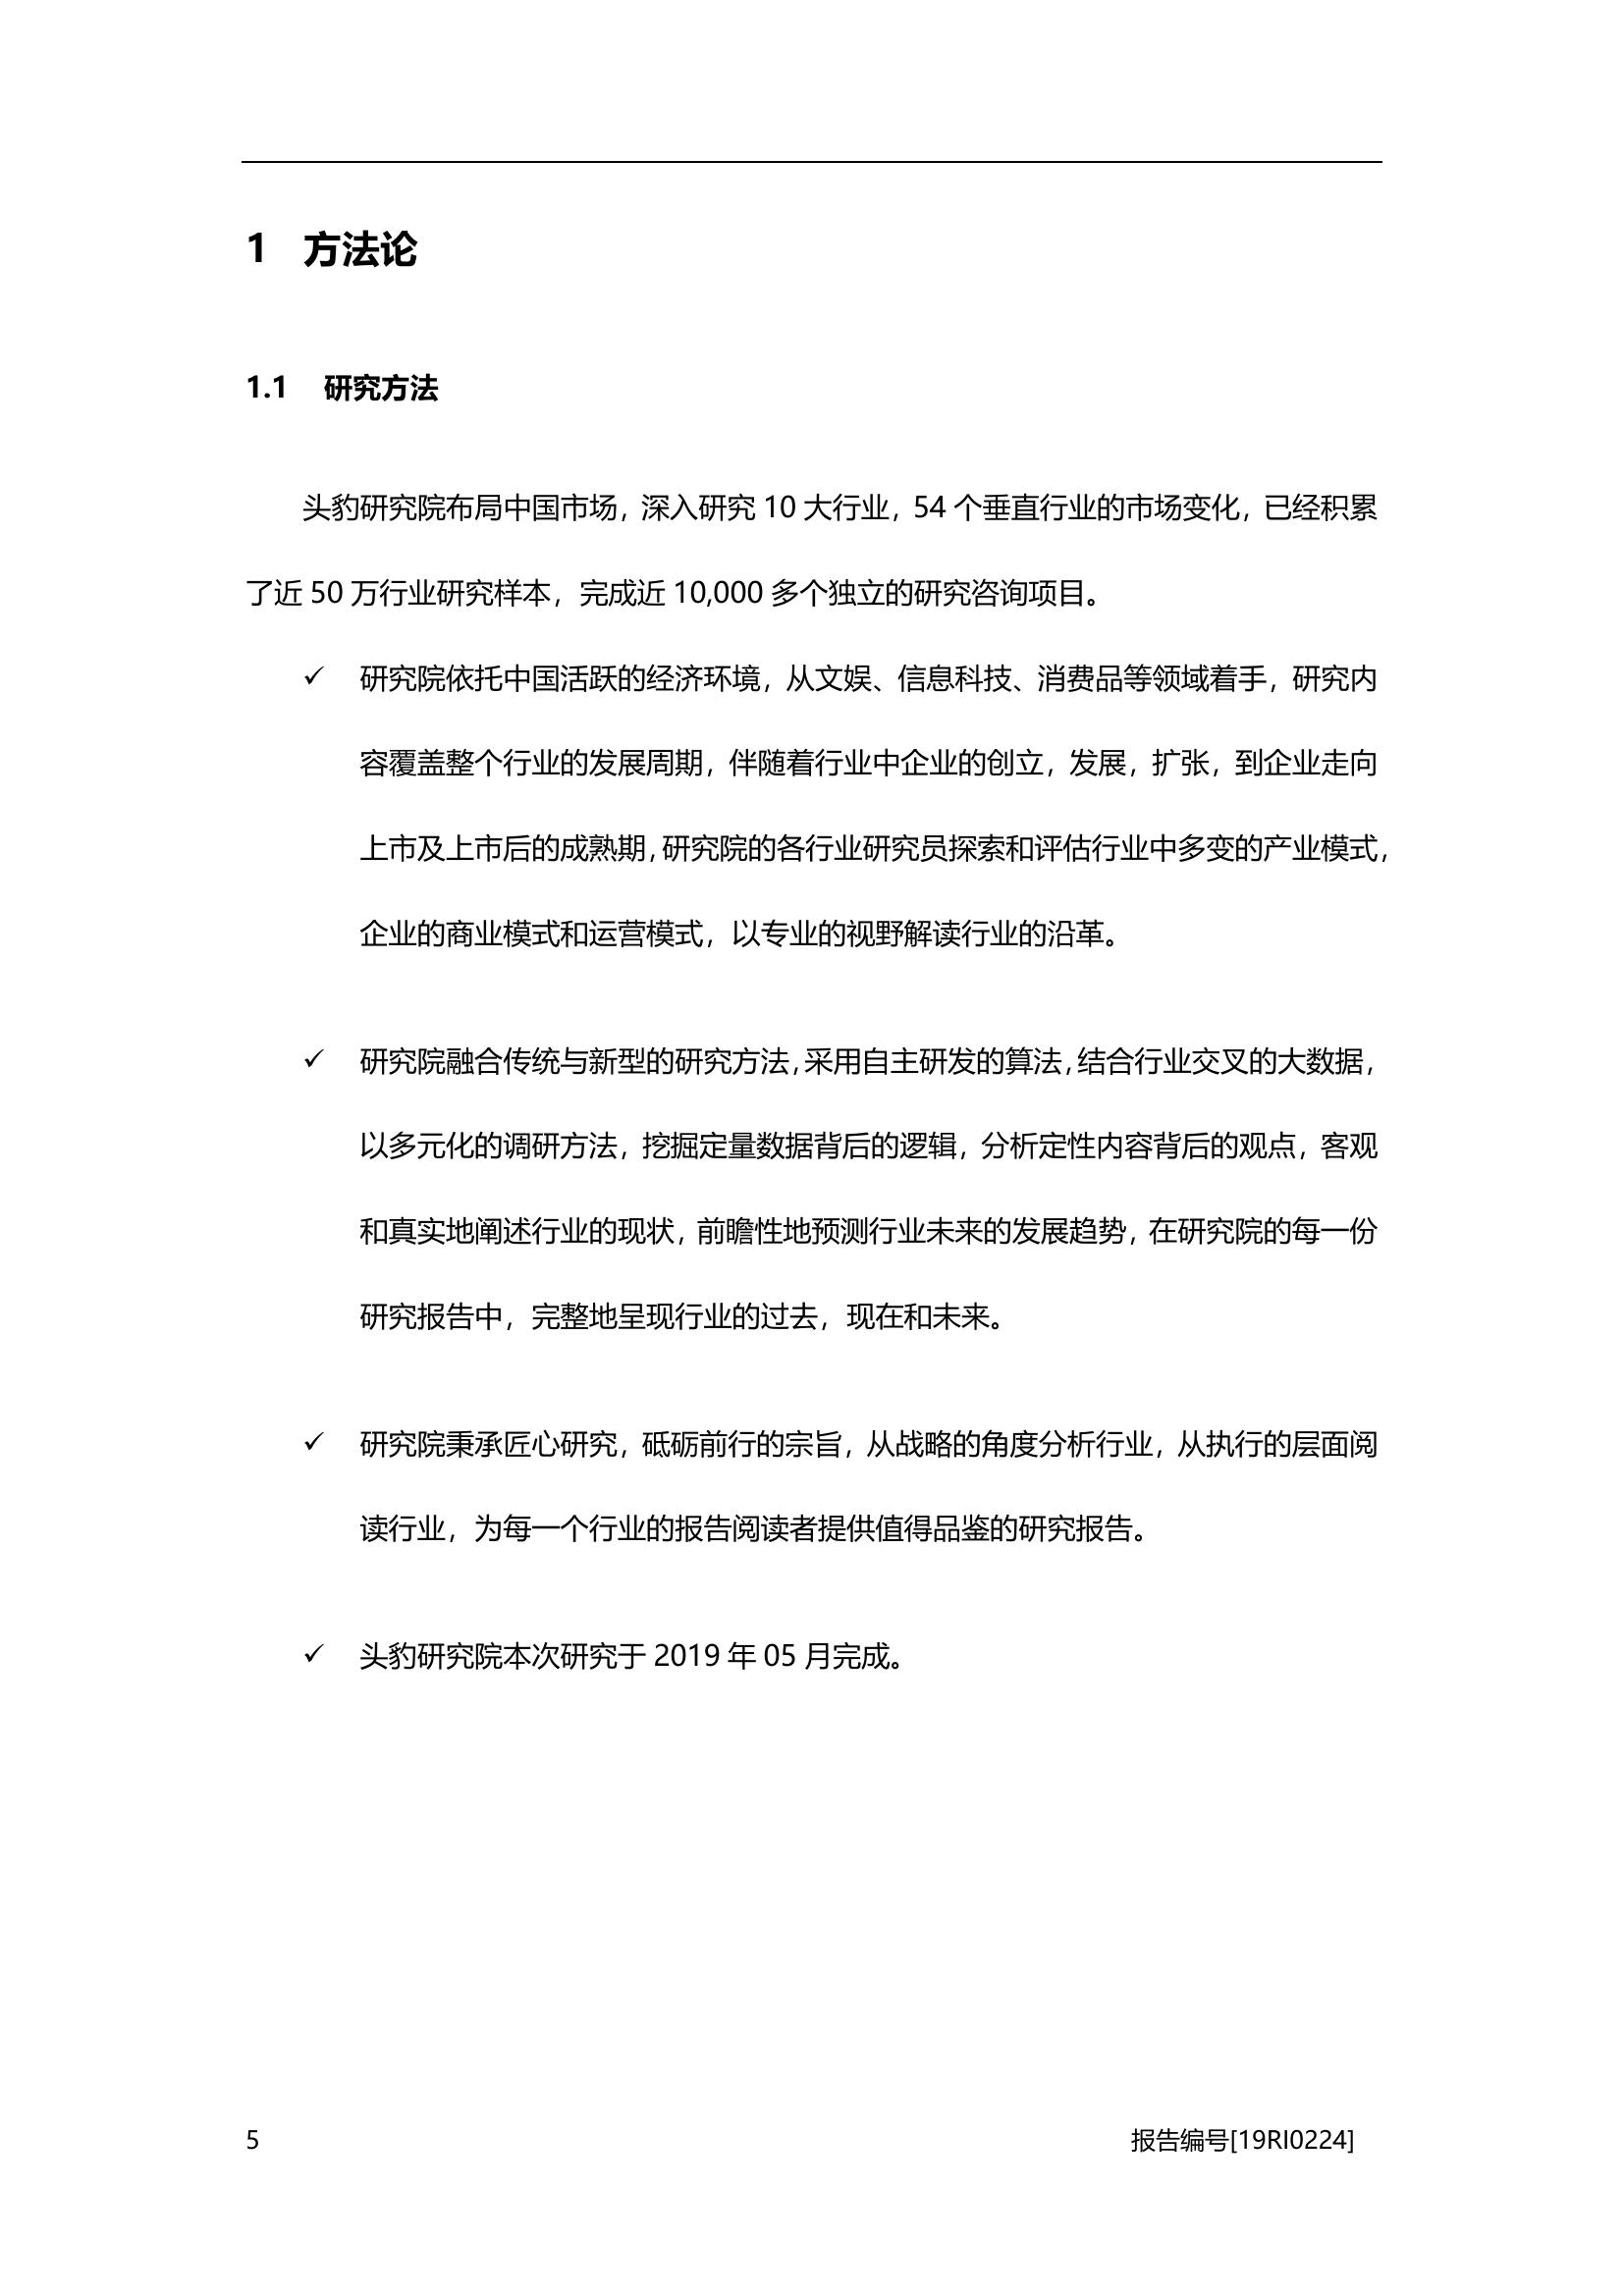 1 方法论
1.1 研究方法
头豹研究院布局中国市场，深入研究 10 大行业，54 个垂直行业的市场变化，已经积累
了近 50 万行业研究样本，完成近 10,000 多个独立的研究咨询项目。
✓ 研究院依托中国活跃的经济环境，从文娱、信息科技、消费品等领域着手，研究内
容覆盖整个行业的发展周期，伴随着行业中企业的创立，发展，扩张，到企业走向
上市及上市后的成熟期，研究院的各行业研究员探索和评估行业中多变的产业模式，
企业的商业模式和运营模式，以专业的视野解读行业的沿革。
✓ 研究院融合传统与新型的研究方法，采用自主研发的算法，结合行业交叉的大数据，
以多元化的调研方法，挖掘定量数据背后的逻辑，分析定性内容背后的观点，客观
和真实地阐述行业的现状，前瞻性地预测行业未来的发展趋势，在研究院的每一份
研究报告中，完整地呈现行业的过去，现在和未来。
✓ 研究院秉承匠心研究，砥砺前行的宗旨，从战略的角度分析行业，从执行的层面阅
读行业，为每一个行业的报告阅读者提供值得品鉴的研究报告。
✓ 头豹研究院本次研究于 2019 年 05 月完成。
5 报告编号[19RI0224]